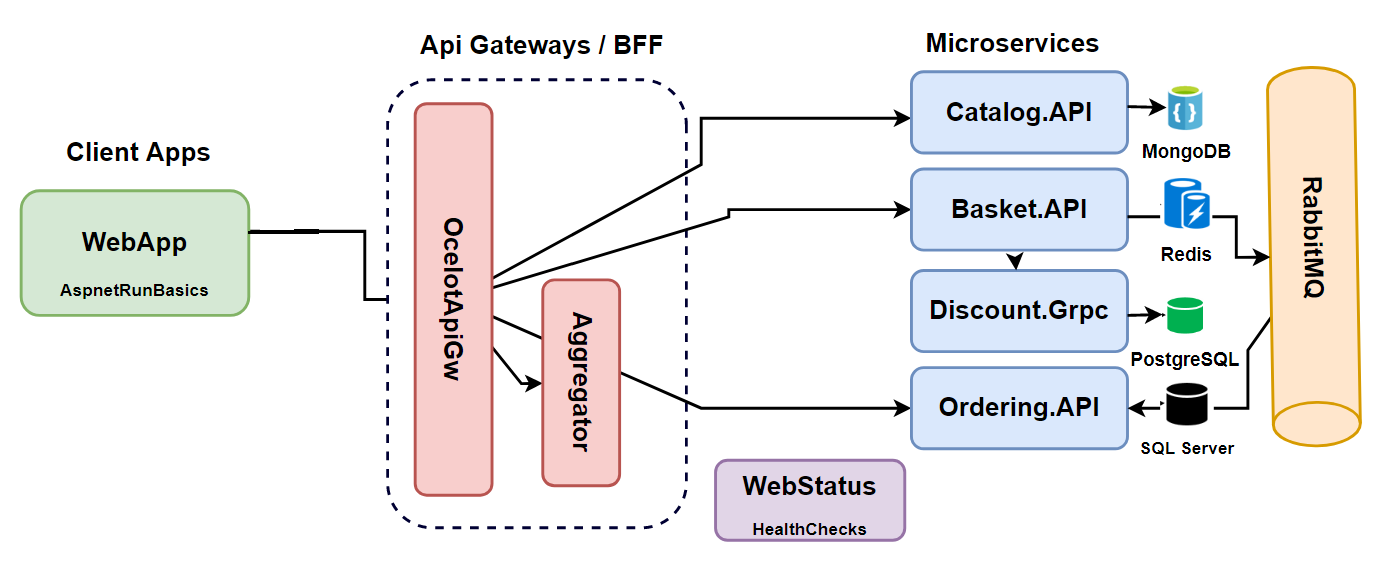 Api Gateways / BFF
Microservices
Client Apps
WebApp
AspnetRunBasics
OcelotApiGw
Aggregator
Catalog.API
MongoDB
Basket.API
Redis
Discount.Grpc
PostgreSQL
Ordering.API
SQL Server
RabbitMQ
WebStatus
HealthChecks